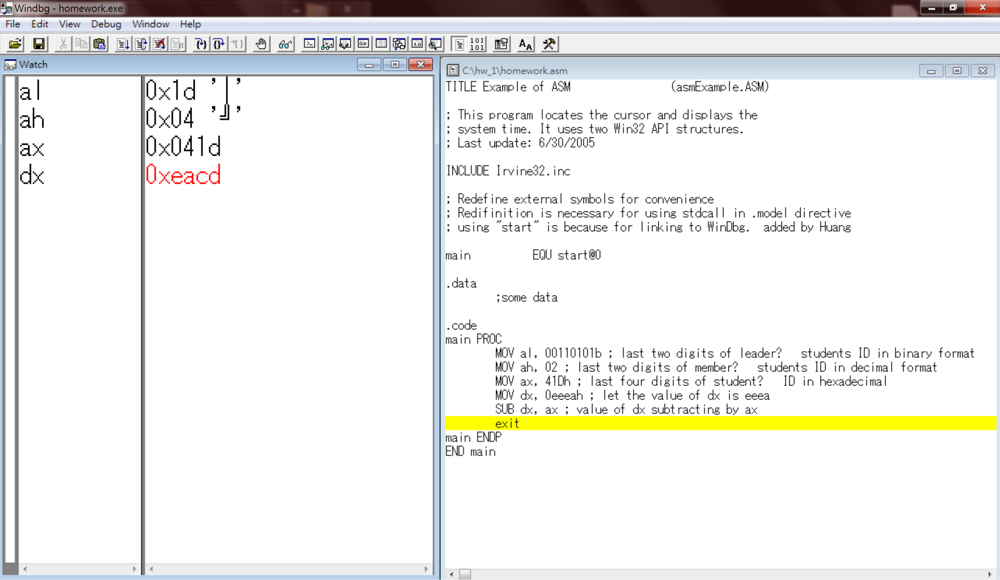 Windbg - homework.exe
File Edit View Debug Window Help
Watch
al 0x1d
ah 0x04 '┘'
ax 0x041d
dx 0xeacd
C:\hw_1\homework.asm
TITLE Example of ASM (asmExample.ASM)
; This program locates the cursor and displays the
; system time. It uses two Win32 API structures.
; Last update: 6/30/2005
INCLUDE Irvine32.inc
; Redefine external symbols for convenience
; Redifinition is necessary for using stdcall in .model directive
; using "start" is because for linking to WinDbg. added by Huang
main EQU start@0
.data
;some data
.code
main PROC
MOV al, 00110101b ; last two digits of leader? students ID in binary format
MOV ah, 02 ; last two digits of member? students ID in decimal format
MOV ax, 41Dh ; last four digits of student? ID in hexadecimal
MOV dx, 0eeeah ; let the value of dx is eeea
SUB dx, ax ; value of dx subtracting by ax
exit
main ENDP
END main